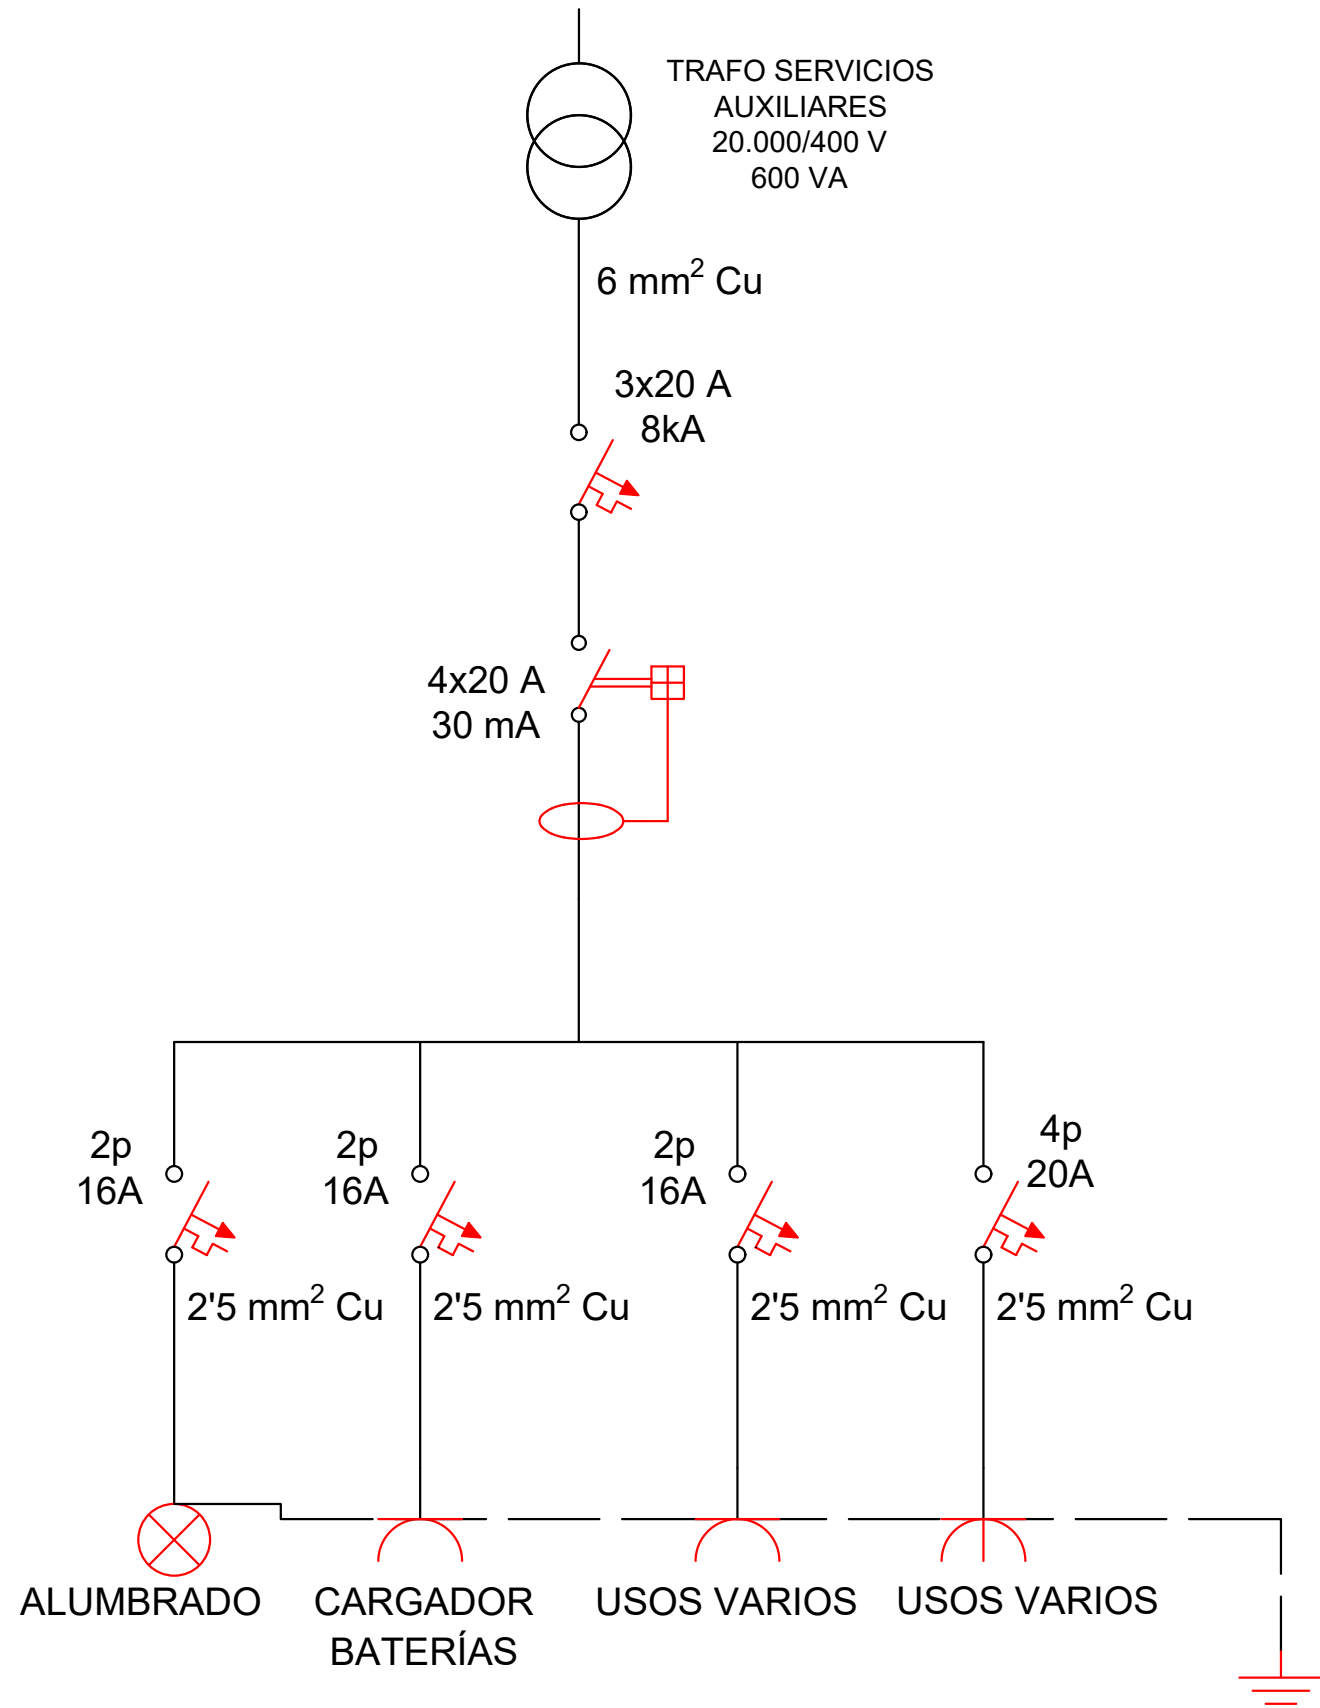 TRAFO SERVICIOS
AUXILIARES
20.000/400 V
600 VA
6 mm² Cu
3x20 A
8kA
4x20 A
30 mA
2p
16A
2p
16A
2p
16A
4p
20A
2'5 mm² Cu
2'5 mm² Cu
2'5 mm² Cu
2'5 mm² Cu
ALUMBRADO
CARGADOR
BATERÍAS
USOS VARIOS
USOS VARIOS